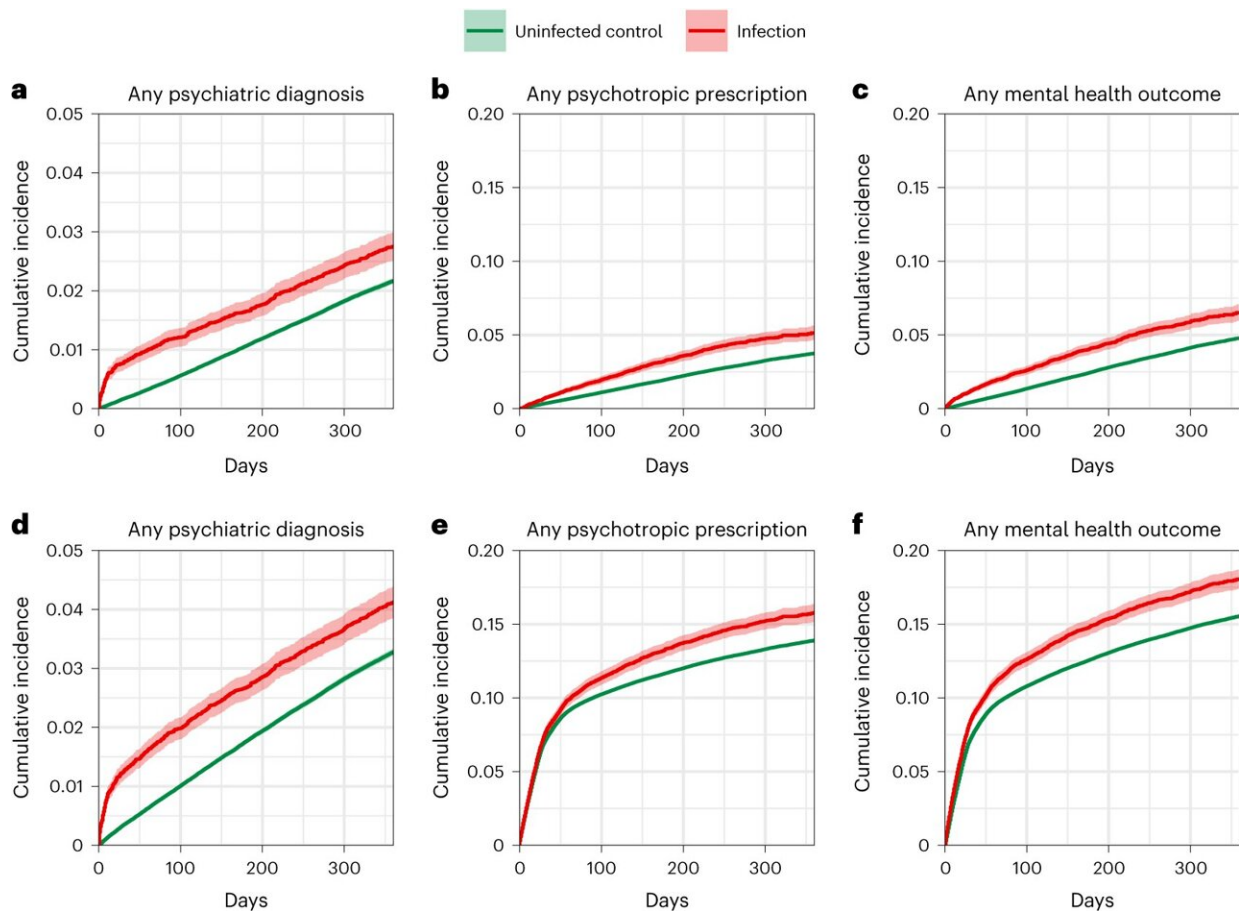 Uninfected control Infection
a Any psychiatric diagnosis
0.05
0.04
0.03
0.02
0.01
0
Cumulative incidence
0 100 200 300
Days
b Any psychotropic prescription
0.20
0.15
0.10
0.05
0
Cumulative incidence
0 100 200 300
Days
c Any mental health outcome
0.20
0.15
0.10
0.05
0
Cumulative incidence
0 100 200 300
Days
d Any psychiatric diagnosis
0.05
0.04
0.03
0.02
0.01
0
Cumulative incidence
0 100 200 300
Days
e Any psychotropic prescription
0.20
0.15
0.10
0.05
0
Cumulative incidence
0 100 200 300
Days
f Any mental health outcome
0.20
0.15
0.10
0.05
0
Cumulative incidence
0 100 200 300
Days